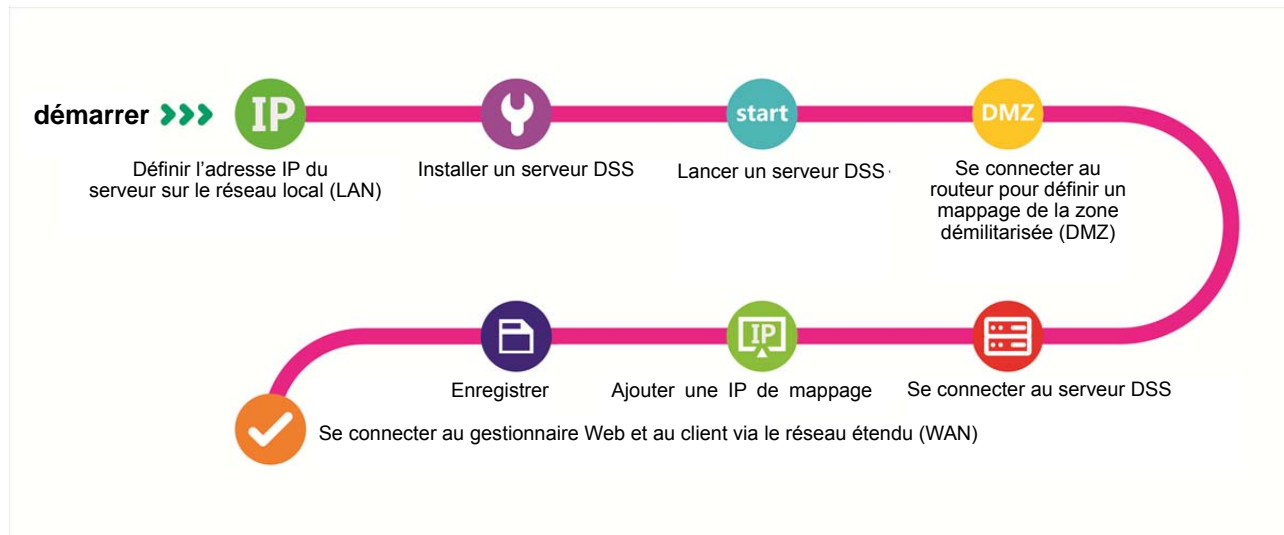 démarrer
IP
start
DMZ
Définir l’adresse IP du
serveur sur le réseau local (LAN)
Installer un serveur DSS
Lancer un serveur DSS
Se connecter au
routeur pour définir un
mappage de la zone
démilitarisée (DMZ)
IP
Enregistrer
Ajouter une IP de mappage
Se connecter au serveur DSS
Se connecter au gestionnaire Web et au client via le réseau étendu (WAN)